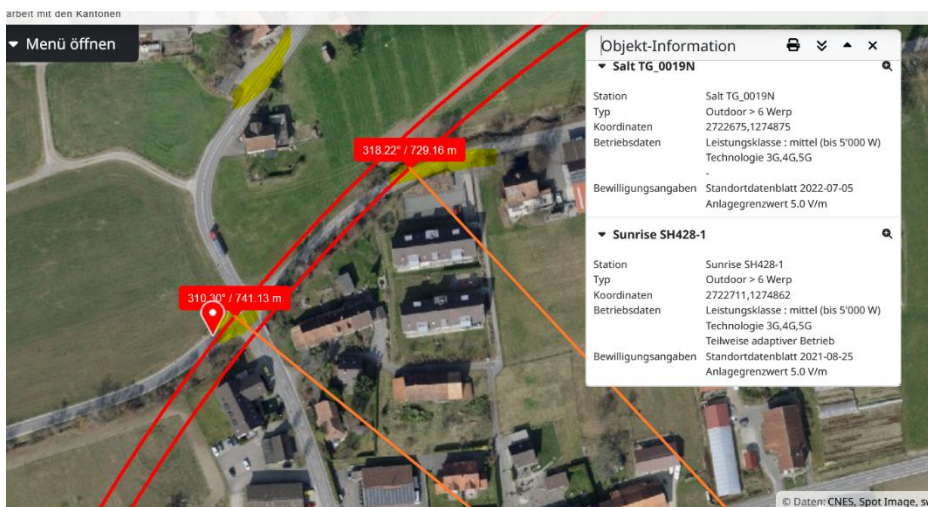 arbeit mit den Kantonen
Menü öffnen
318.22° / 729.16 m
310.30° / 741.13 m
Objekt-Information
Salt TG_0019N
Station Salt TG_0019N
Typ Outdoor > 6 Werp
Koordinaten 2722675,1274875
Betriebsdaten Leistungsklasse : mittel (bis 5'000 W)
Technologie 3G,4G,5G
-
Bewilligungsangaben Standortdatenblatt 2022-07-05
Anlagegrenzwert 5.0 V/m
Sunrise SH428-1
Station Sunrise SH428-1
Typ Outdoor > 6 Werp
Koordinaten 2722711,1274862
Betriebsdaten Leistungsklasse : mittel (bis 5'000 W)
Technologie 3G,4G,5G
Teilweise adaptiver Betrieb
Bewilligungsangaben Standortdatenblatt 2021-08-25
Anlagegrenzwert 5.0 V/m
© Daten: CNES, Spot Image, sw